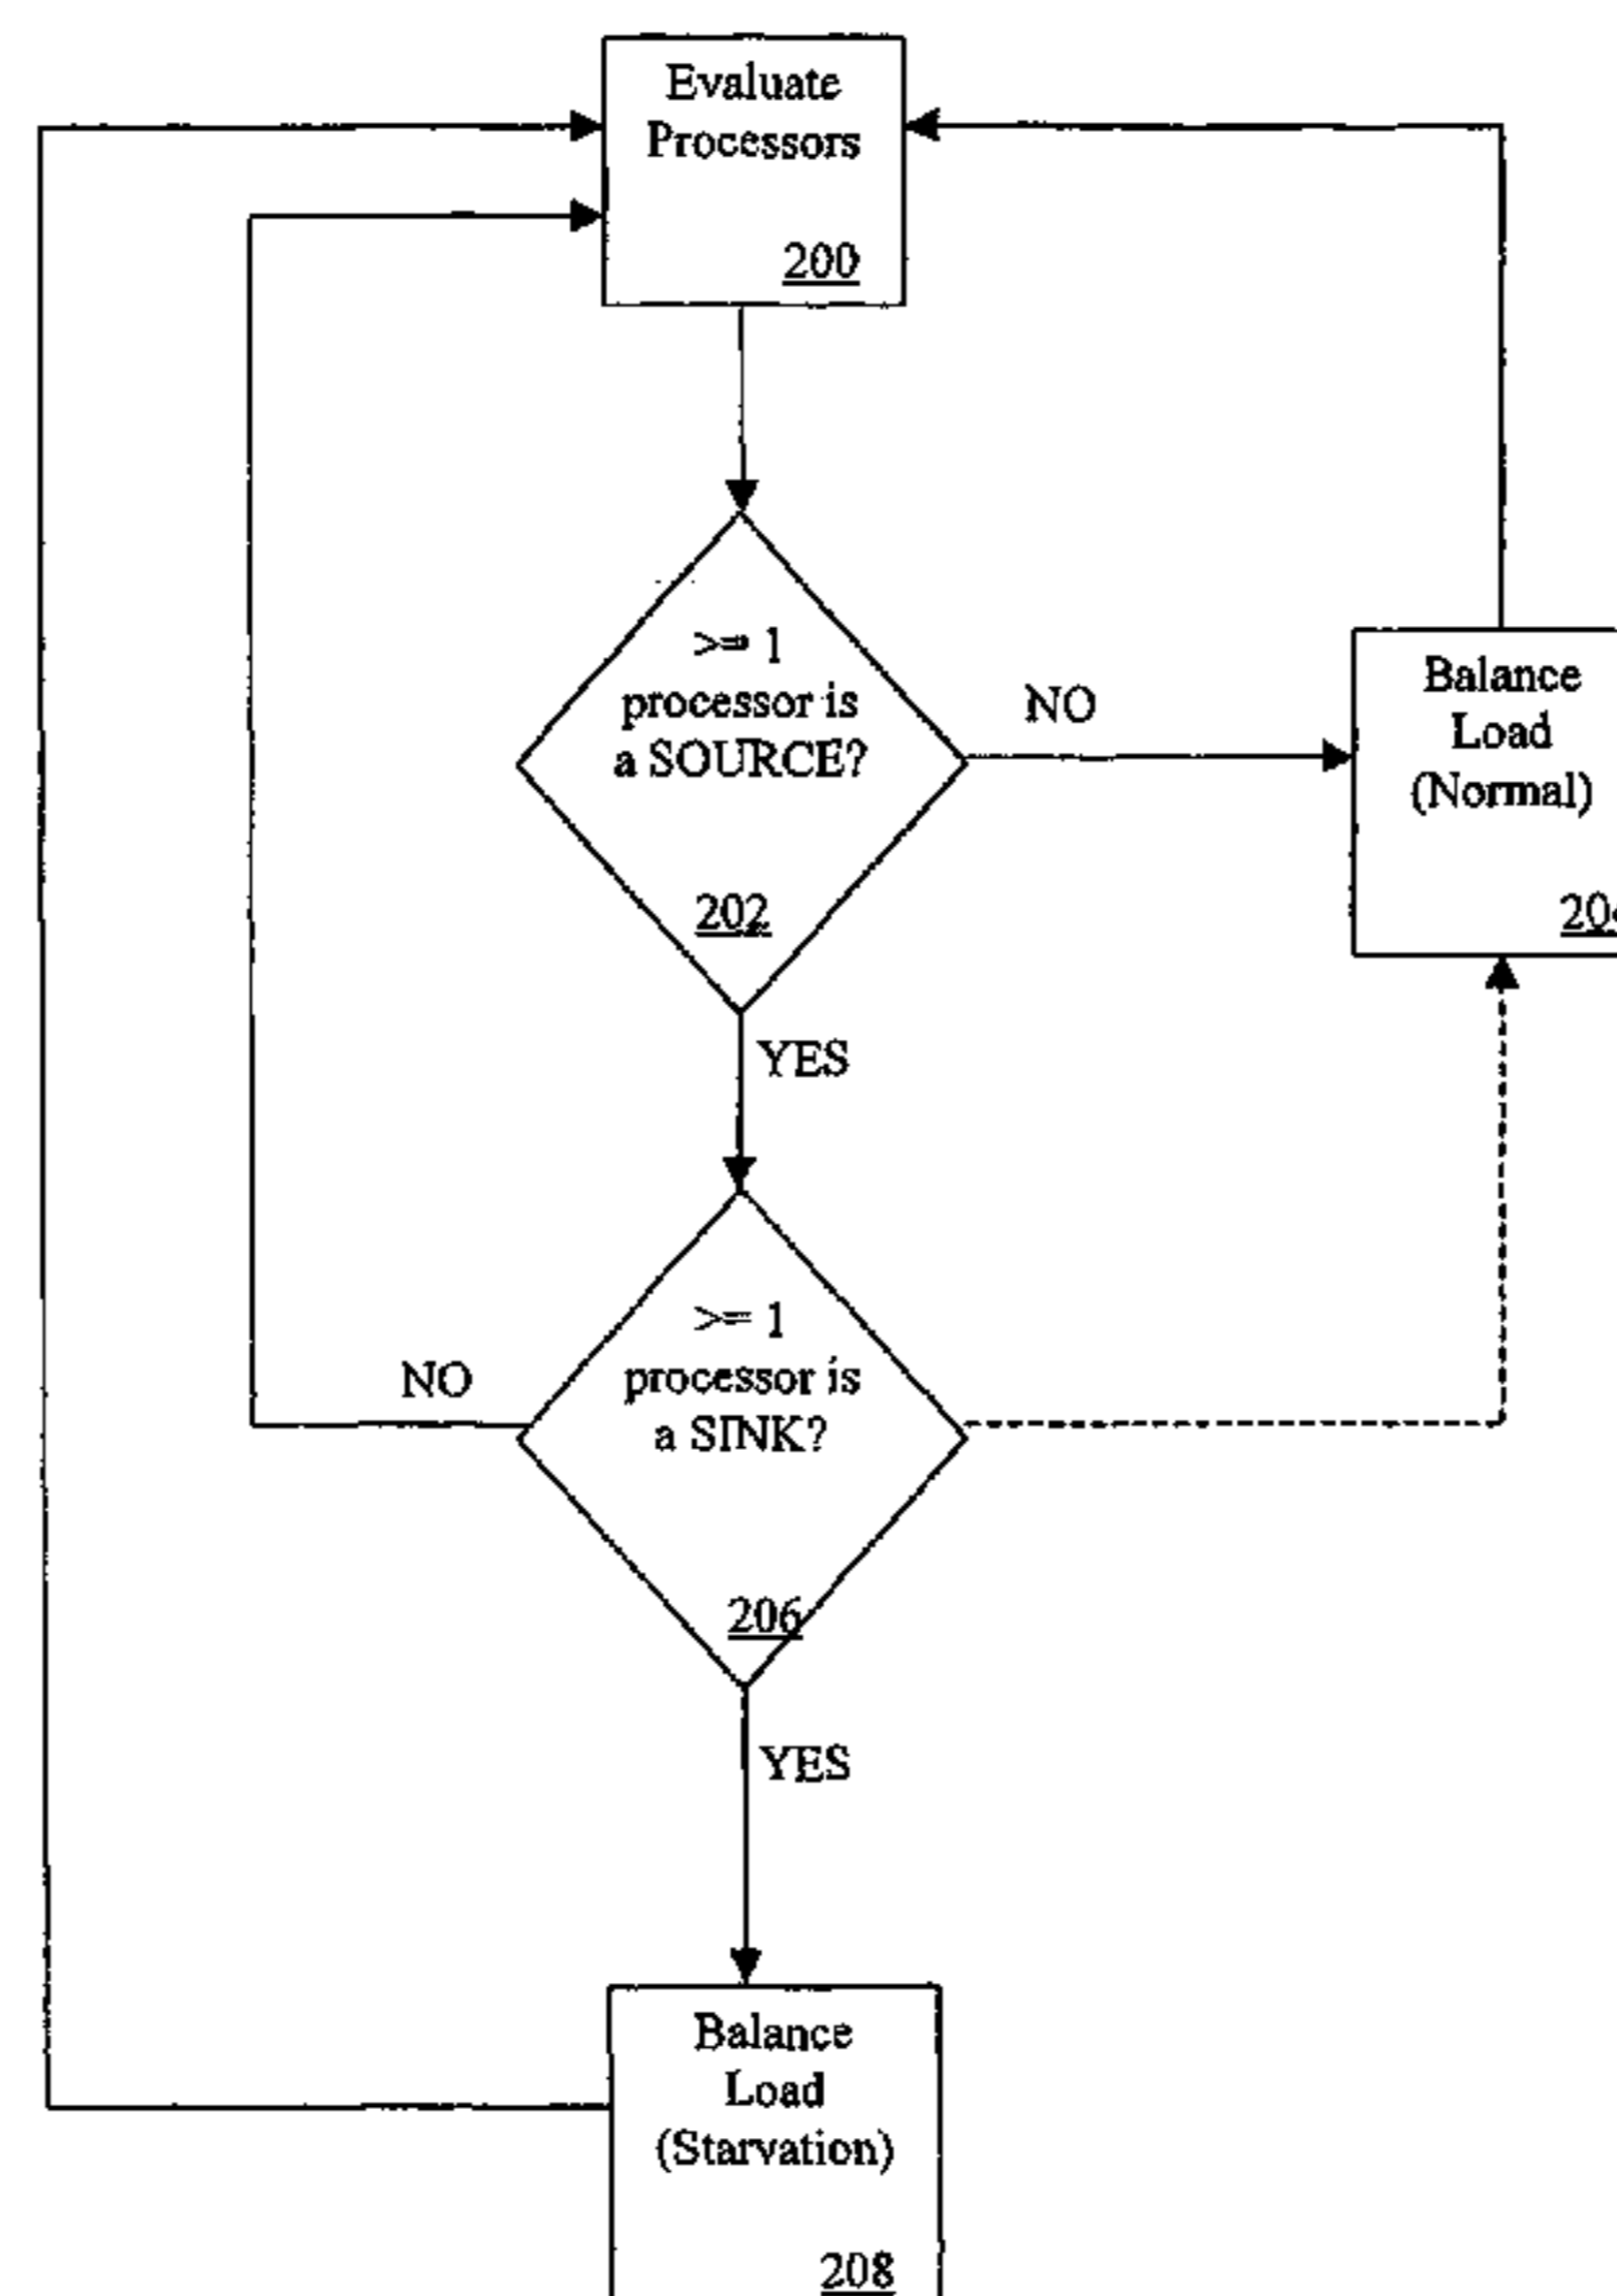 Evaluate
Processors
200
>= 1
processor is
a SOURCE?
202
NO
Balance
Load
(Normal)
YES
>= 1
processor is
a SINK?
206
NO
YES
Balance
Load
(Starvation)
208